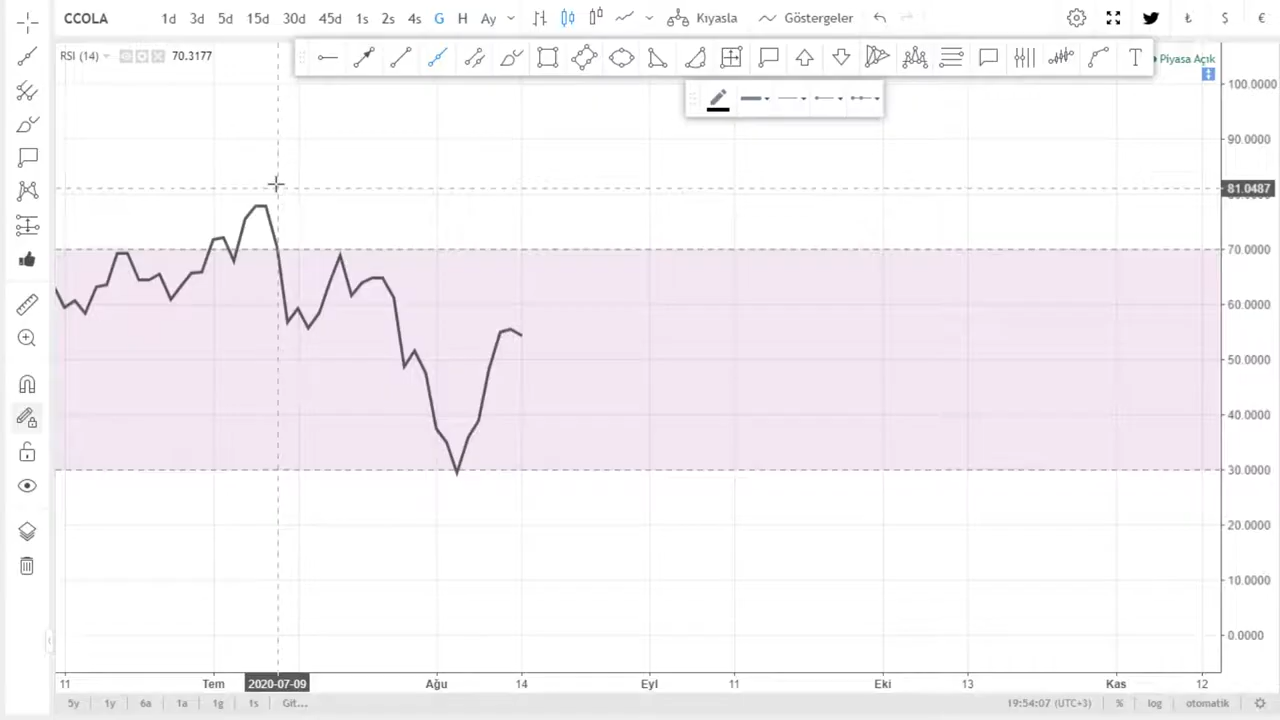 CCOLA 1d 3d 5d 15d 30d 45d 1s 2s 4s G H Ay Kıyasla Göstergeler ₺ $ €
RSI (14) 70.3177
T
Piyasa Açık
100.0000
90.0000
81.0487
70.0000
60.0000
50.0000
40.0000
30.0000
20.0000
10.0000
0.0000
11 Tem 2020-07-09 Ağu 14 Eyl 11 Eki 13 Kas 12
5y 1y 6a 1a 1g 1s Git... 19:54:07 (UTC+3) % log otomatik